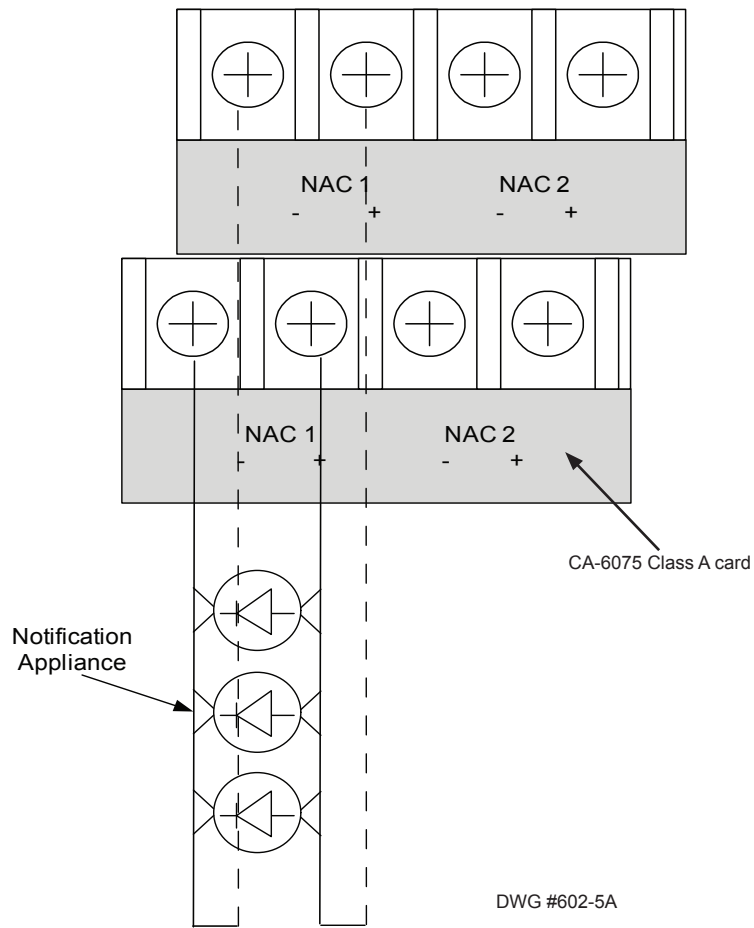 NAC 1 NAC 2
- + - +
NAC 1 NAC 2
- + - +
CA-6075 Class A card
Notification
Appliance
DWG #602-5A